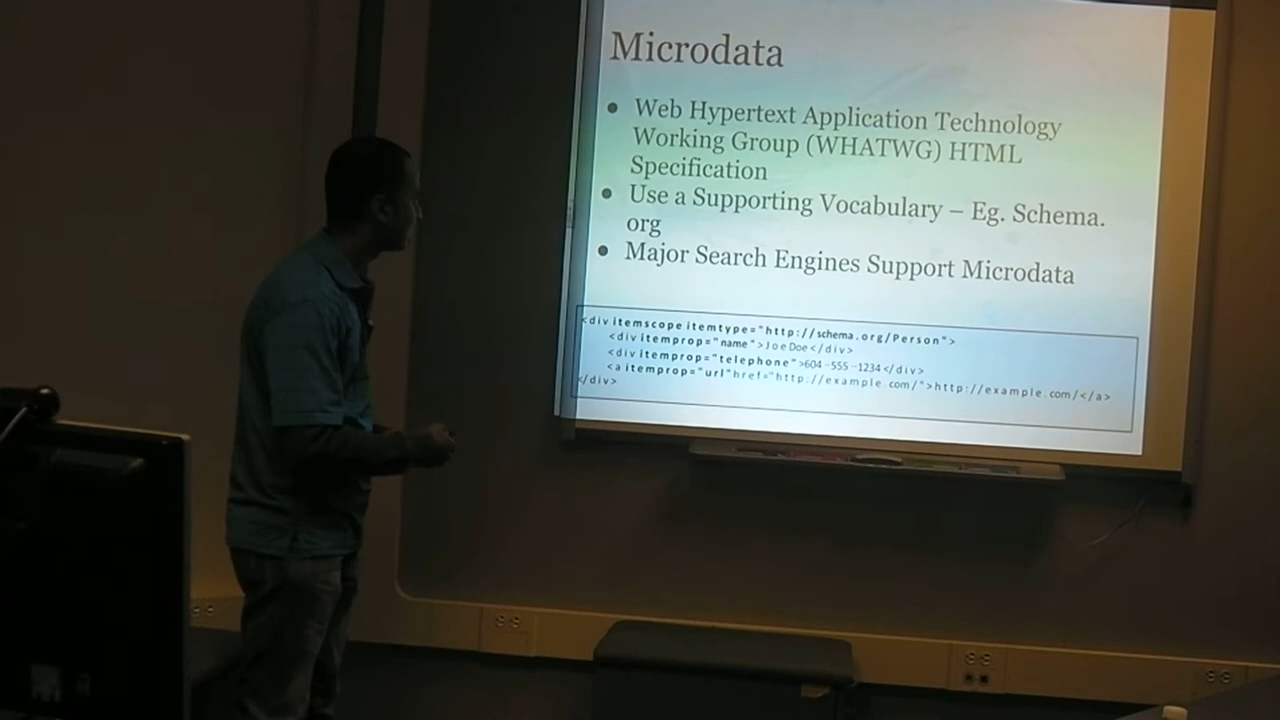 Microdata
● Web Hypertext Application Technology
Working Group (WHATWG) HTML
Specification
● Use a Supporting Vocabulary – Eg. Schema.
org
● Major Search Engines Support Microdata
<div itemscope itemtype="http://schema.org/Person">
<div itemprop="name">Joe Doe</div>
<div itemprop="telephone">604-555-1234</div>
<a itemprop="url"href="http://example.com/">http://example.com/</a>
</div>